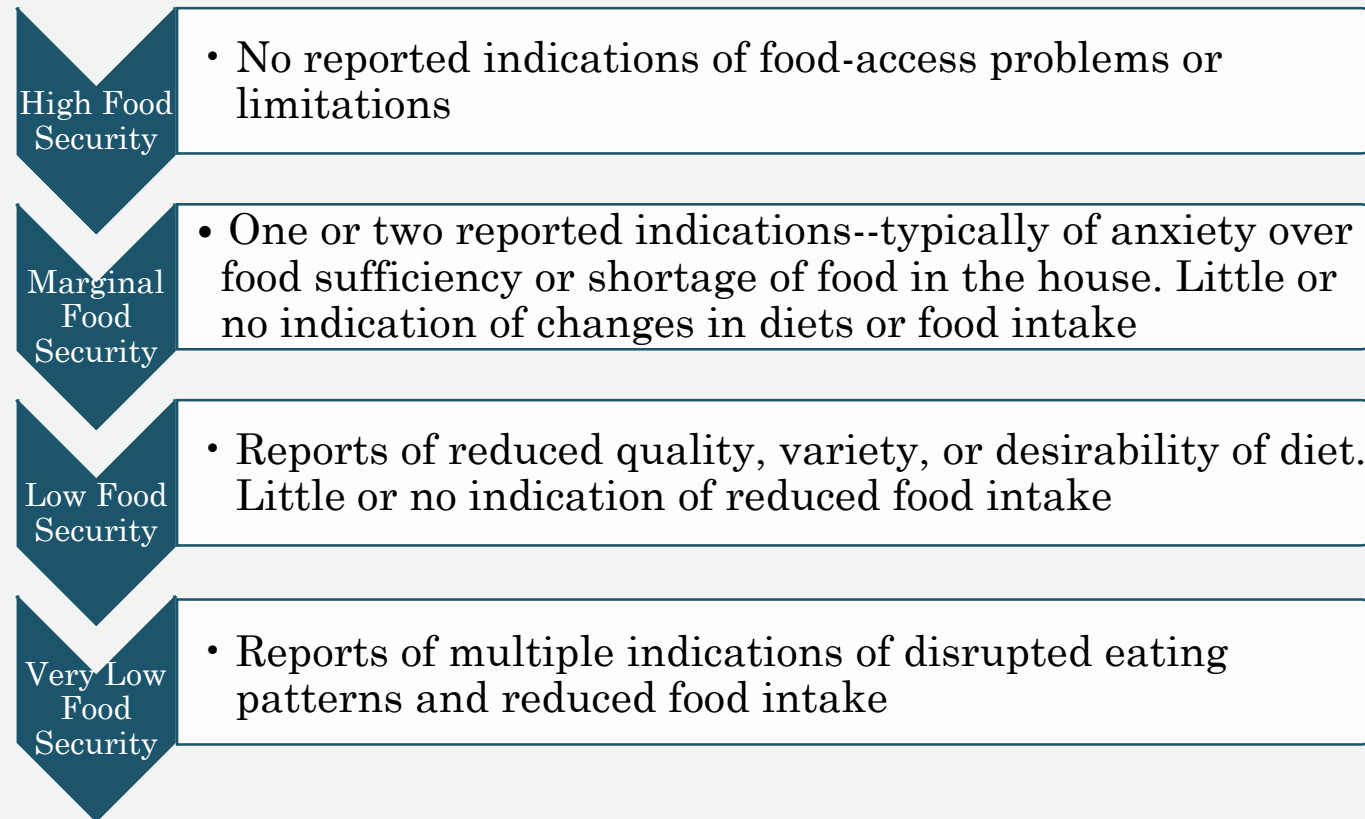 High Food
Security
• No reported indications of food-access problems or
limitations
Marginal
Food
Security
• One or two reported indications--typically of anxiety over
food sufficiency or shortage of food in the house. Little or
no indication of changes in diets or food intake
Low Food
Security
• Reports of reduced quality, variety, or desirability of diet.
Little or no indication of reduced food intake
Very Low
Food
Security
• Reports of multiple indications of disrupted eating
patterns and reduced food intake